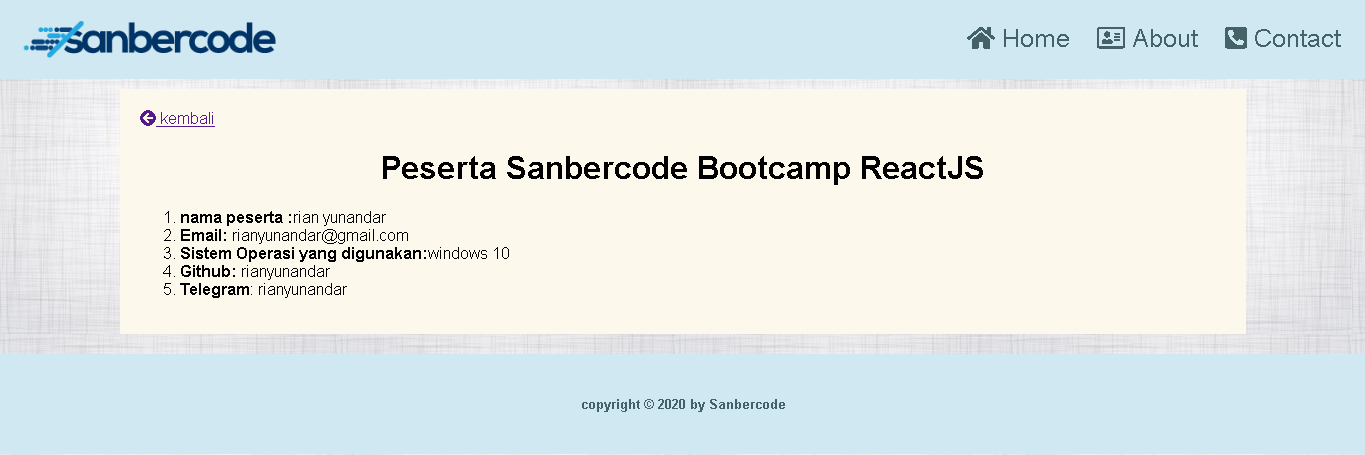 sanbercode
Home About Contact
kembali
Peserta Sanbercode Bootcamp ReactJS
1. nama peserta :rian yunandar
2. Email: rianyunandar@gmail.com
3. Sistem Operasi yang digunakan:windows 10
4. Github: rianyunandar
5. Telegram: rianyunandar
copyright © 2020 by Sanbercode